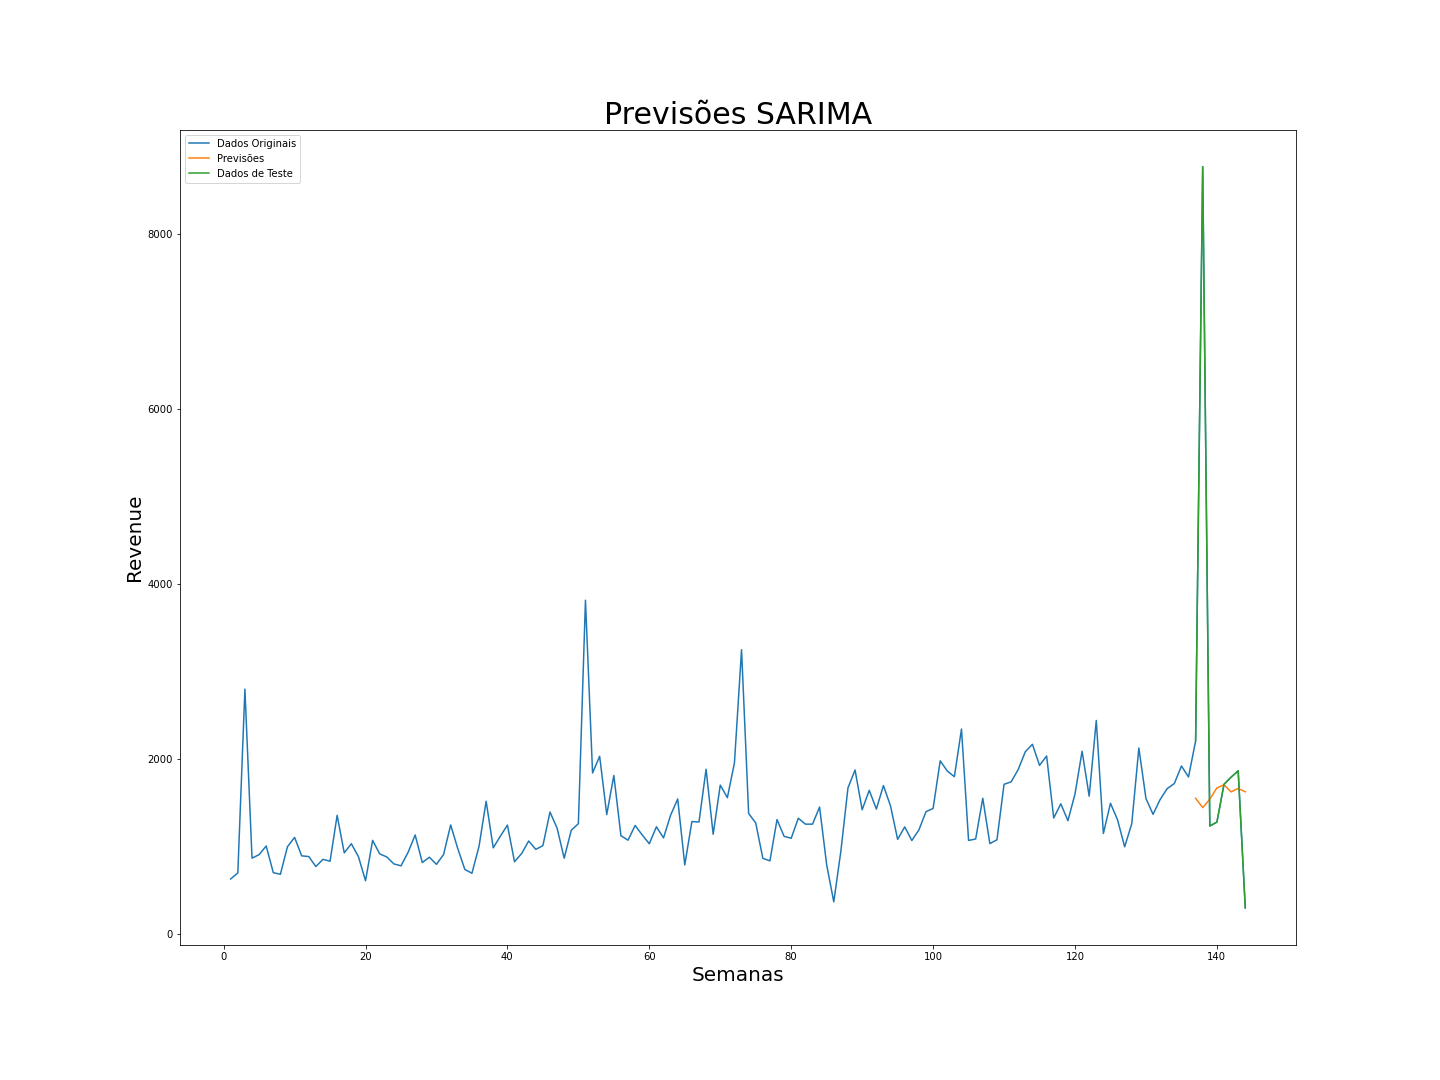 Previsões SARIMA
Dados Originais
Previsões
Dados de Teste
8000
6000
4000
2000
0
Revenue
0 20 40 60 80 100 120 140
Semanas